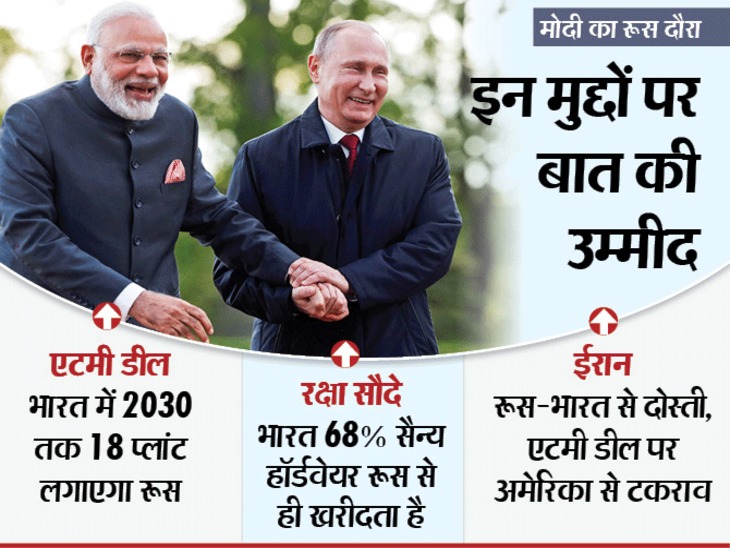 मोदी का रूस दौरा
इन मुद्दों पर
बात की
उम्मीद
एटमी डील
भारत में 2030
तक 18 प्लांट
लगाएगा रूस
रक्षा सौदे
भारत 68% सैन्य
हॉर्डवेयर रूस से
ही खरीदता है
ईरान
रूस-भारत से दोस्ती,
एटमी डील पर
अमेरिका से टकराव